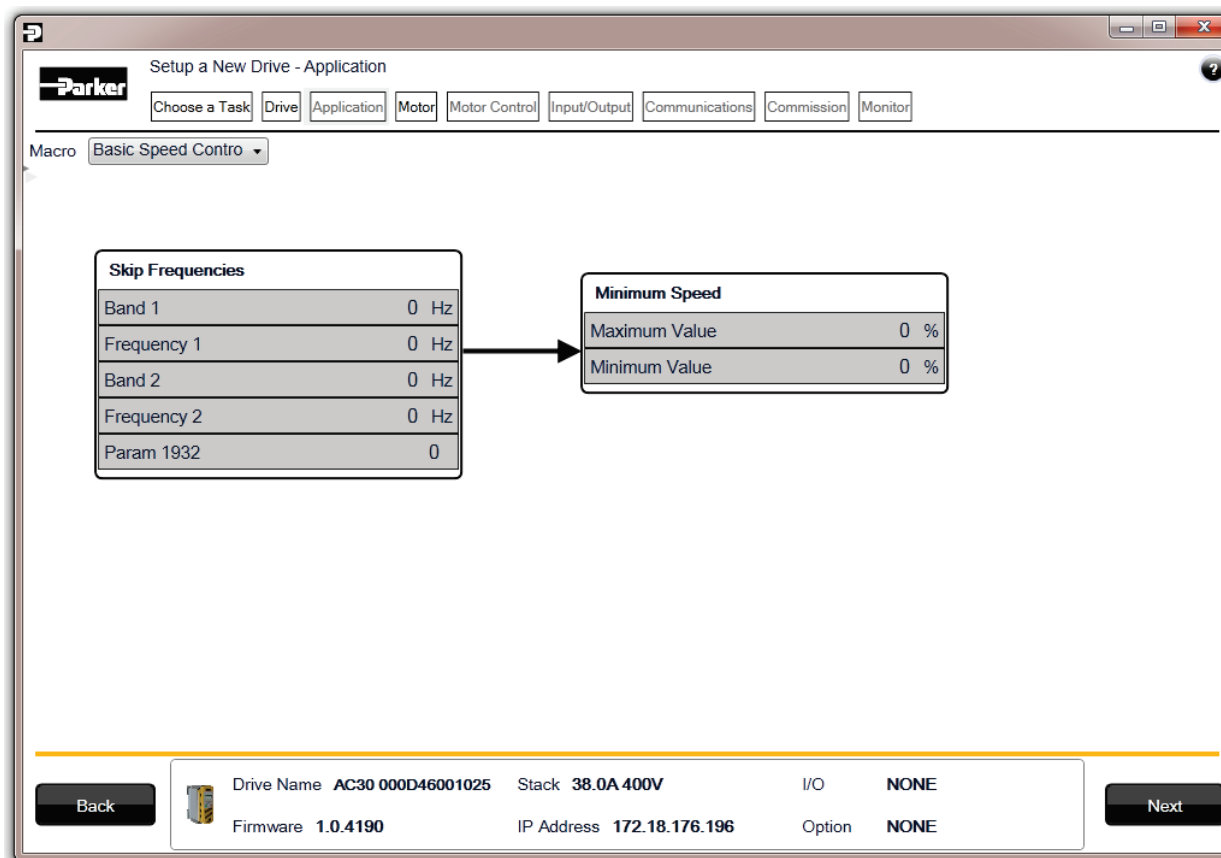 Parker
Setup a New Drive - Application
?
Choose a Task Drive Application Motor Motor Control Input/Output Communications Commission Monitor
Macro Basic Speed Contro
Skip Frequencies
Band 1 0 Hz
Frequency 1 0 Hz
Band 2 0 Hz
Frequency 2 0 Hz
Param 1932 0
Minimum Speed
Maximum Value 0 %
Minimum Value 0 %
Back
Drive Name AC30 000D46001025 Stack 38.0A 400V I/O NONE
Firmware 1.0.4190 IP Address 172.18.176.196 Option NONE
Next